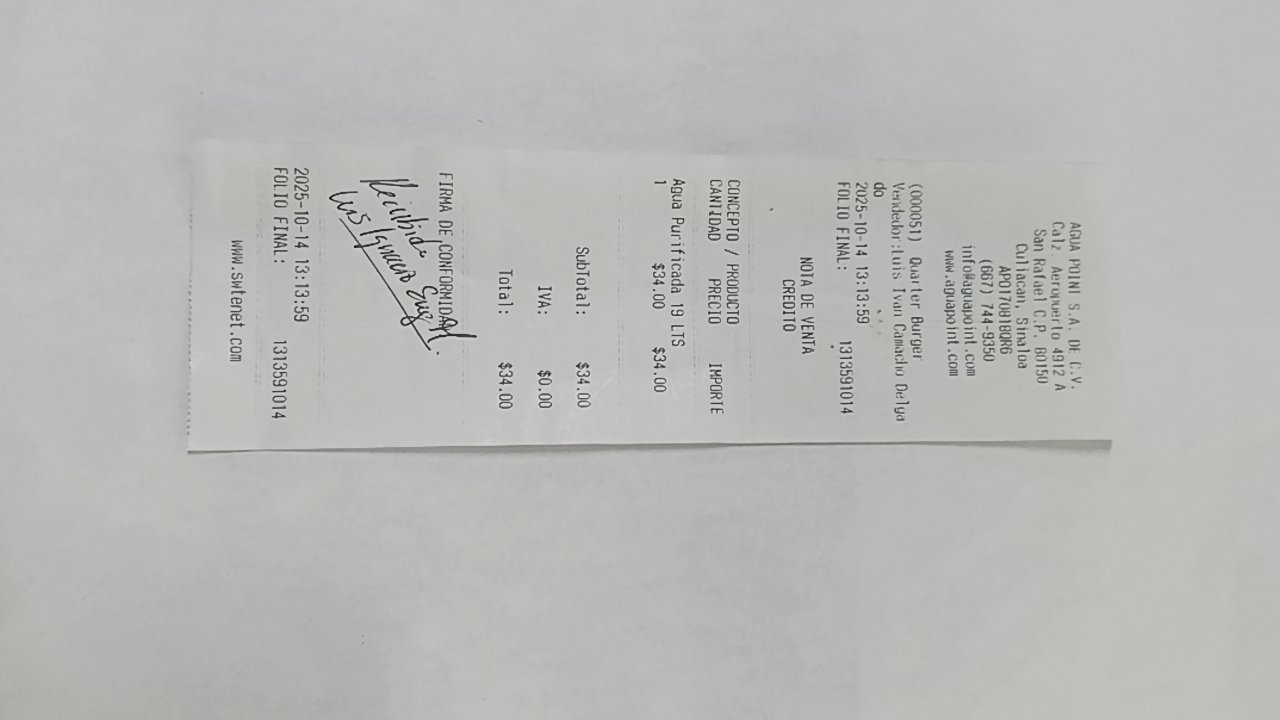 AGUA POINT S.A. DE C.V.
Calz. Aeropuerto 4912 A
San Rafael C.P. 80150
Culiacan, Sinaloa
APO170818QR6
(667) 744-9350
info@aguapoint.com
www.aguapoint.com
(000051) Quarter Burger
Vendedor:Luis Ivan Camacho Delga
do
2025-10-14 13:13:59
FOLIO FINAL: 1313591014
NOTA DE VENTA
CREDITO
CONCEPTO / PRODUCTO
CANTIDAD PRECIO IMPORTE
Agua Purificada 19 LTS
1 $34.00 $34.00
SubTotal: $34.00
IVA: $0.00
Total: $34.00
FIRMA DE CONFORMIDAD
Recibido
Luis Ignacio
2025-10-14 13:13:59
FOLIO FINAL: 1313591014
www.swtenet.com